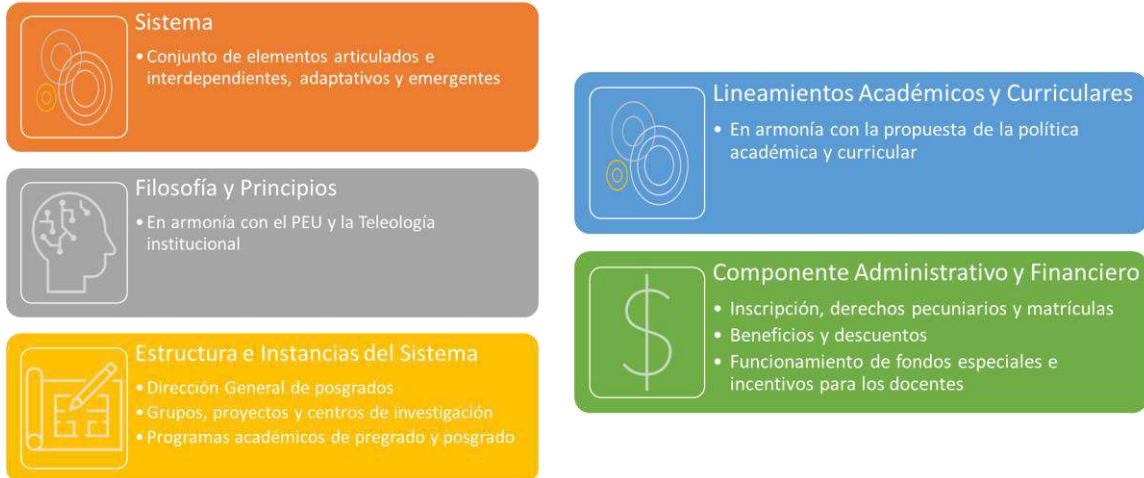 Sistema
• Conjunto de elementos articulados e
interdependientes, adaptativos y emergentes
Filosofía y Principios
• En armonía con el PEU y la Teleología
institucional
Estructura e Instancias del Sistema
• Dirección General de posgrados
• Grupos, proyectos y centros de investigación
• Programas académicos de pregrado y posgrado
Lineamientos Académicos y Curriculares
• En armonía con la propuesta de la política
académica y curricular
Componente Administrativo y Financiero
• Inscripción, derechos pecuniarios y matrículas
• Beneficios y descuentos
• Funcionamiento de fondos especiales e
incentivos para los docentes